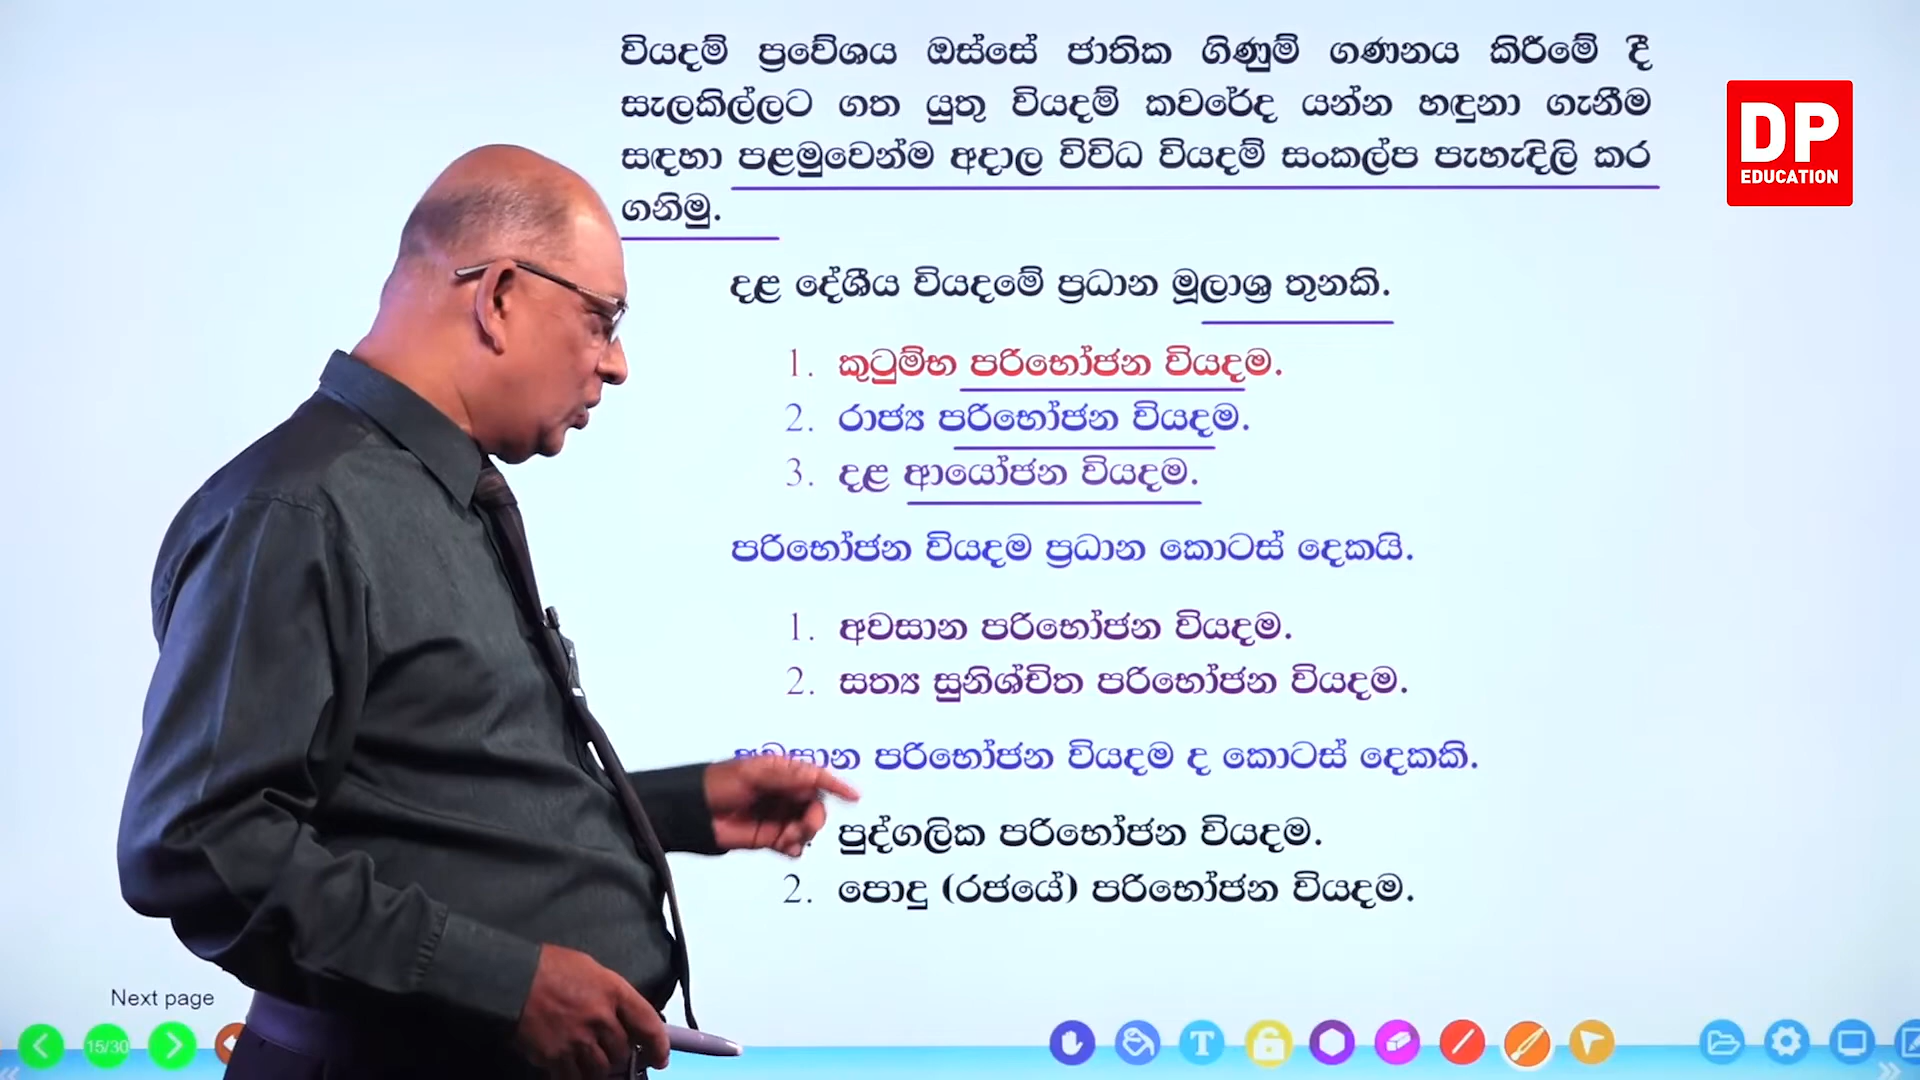 වියදම් ප්‍රවේශය ඔස්සේ ජාතික ගිණුම් ගණනය කිරීමේ දී
සැලකිල්ලට ගත යුතු වියදම් කවරේද යන්න හඳුනා ගැනීම
සඳහා පළමුවෙන්ම අදාල විවිධ වියදම් සංකල්ප පැහැදිලි කර
ගනිමු.
DP
EDUCATION
දළ දේශීය වියදමේ ප්‍රධාන මූලාශ්‍ර තුනකි.
1. කුටුම්භ පරිභෝජන වියදම.
2. රාජ්‍ය පරිභෝජන වියදම.
3. දළ ආයෝජන වියදම.
පරිභෝජන වියදම ප්‍රධාන කොටස් දෙකයි.
1. අවසාන පරිභෝජන වියදම.
2. සත්‍ය සුනිශ්චිත පරිභෝජන වියදම.
අවසාන පරිභෝජන වියදම ද කොටස් දෙකකි.
පුද්ගලික පරිභෝජන වියදම.
2. පොදු (රජයේ) පරිභෝජන වියදම.
Next page
15/30